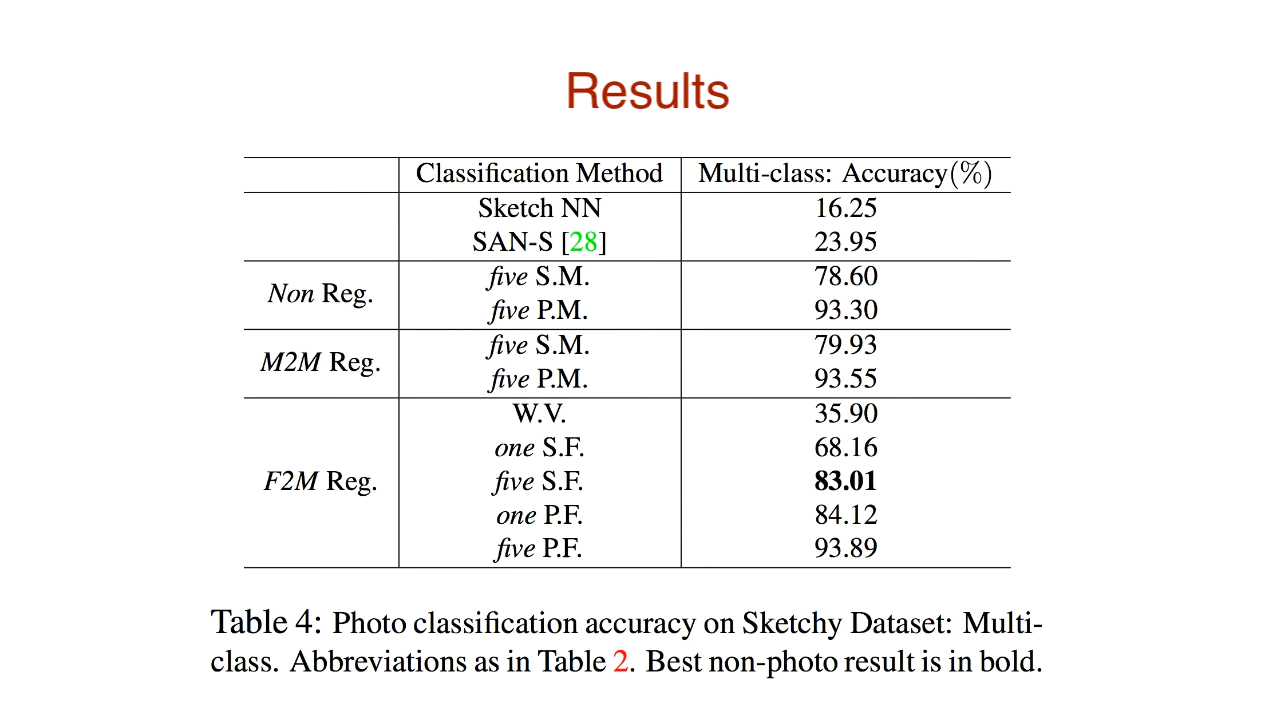 Results
Classification Method Multi-class: Accuracy(%)
Sketch NN 16.25
SAN-S [28] 23.95
Non Reg. five S.M. 78.60
five P.M. 93.30
M2M Reg. five S.M. 79.93
five P.M. 93.55
F2M Reg. W.V. 35.90
one S.F. 68.16
five S.F. 83.01
one P.F. 84.12
five P.F. 93.89
Table 4: Photo classification accuracy on Sketchy Dataset: Multi-
class. Abbreviations as in Table 2. Best non-photo result is in bold.